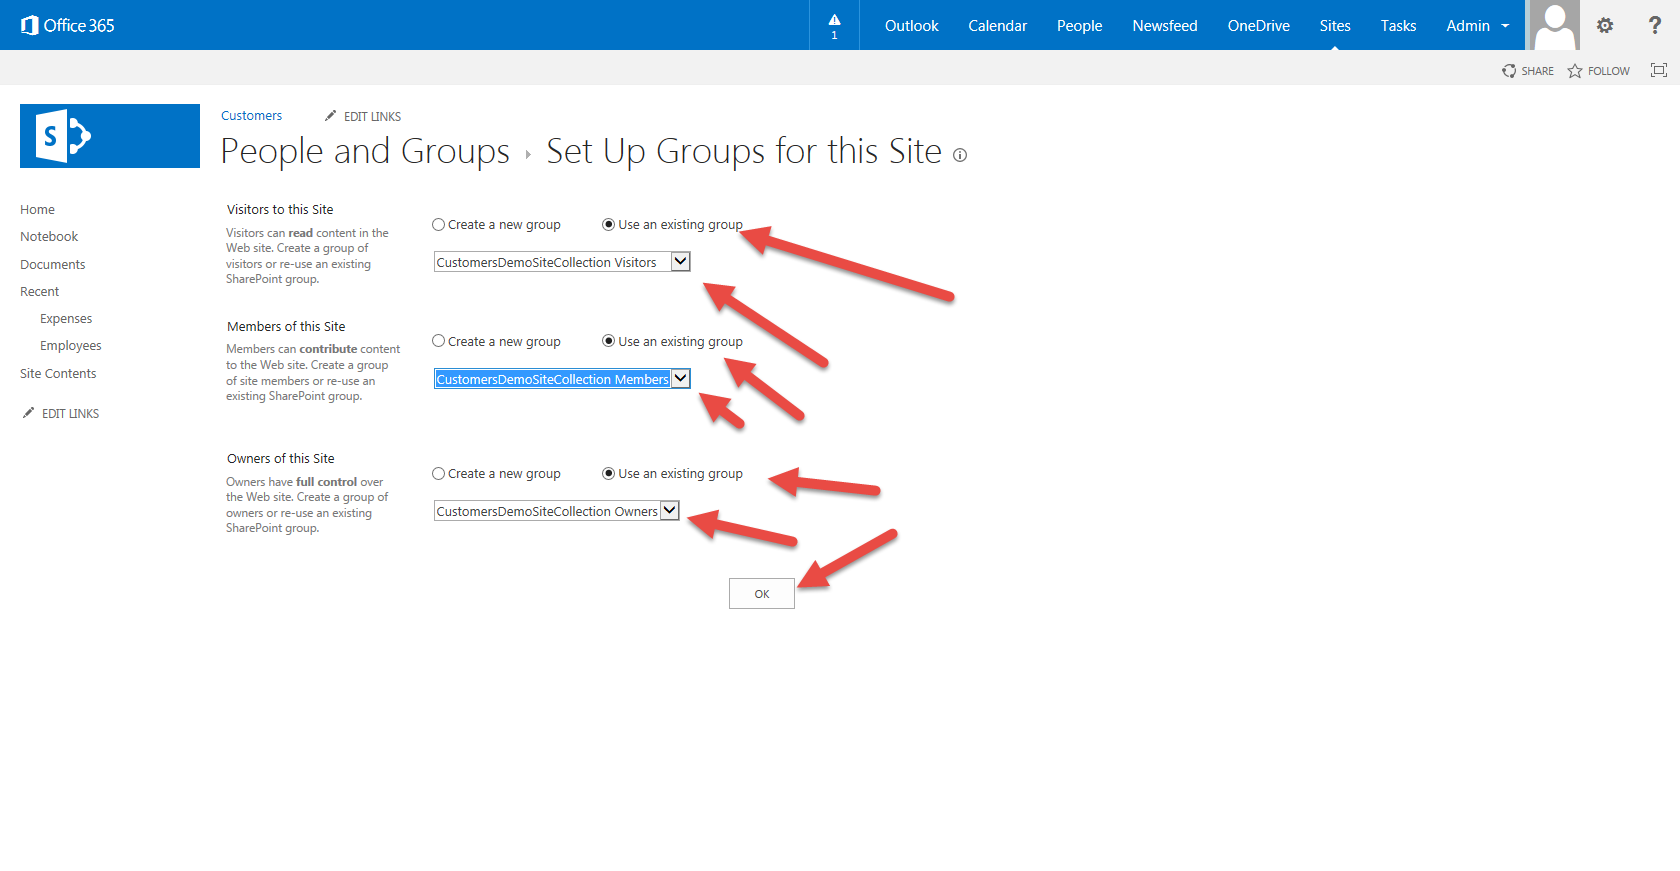 Office 365
1
Outlook Calendar People Newsfeed OneDrive Sites Tasks Admin ?
SHARE FOLLOW
S
Customers EDIT LINKS
People and Groups Set Up Groups for this Site
Home
Notebook
Documents
Recent
Expenses
Employees
Site Contents
EDIT LINKS
Visitors to this Site
Visitors can read content in the
Web site. Create a group of
visitors or re-use an existing
SharePoint group.
Create a new group Use an existing group
CustomersDemoSiteCollection Visitors
Members of this Site
Members can contribute content
to the Web site. Create a group
of site members or re-use an
existing SharePoint group.
Create a new group Use an existing group
CustomersDemoSiteCollection Members
Owners of this Site
Owners have full control over
the Web site. Create a group of
owners or re-use an existing
SharePoint group.
Create a new group Use an existing group
CustomersDemoSiteCollection Owners
OK